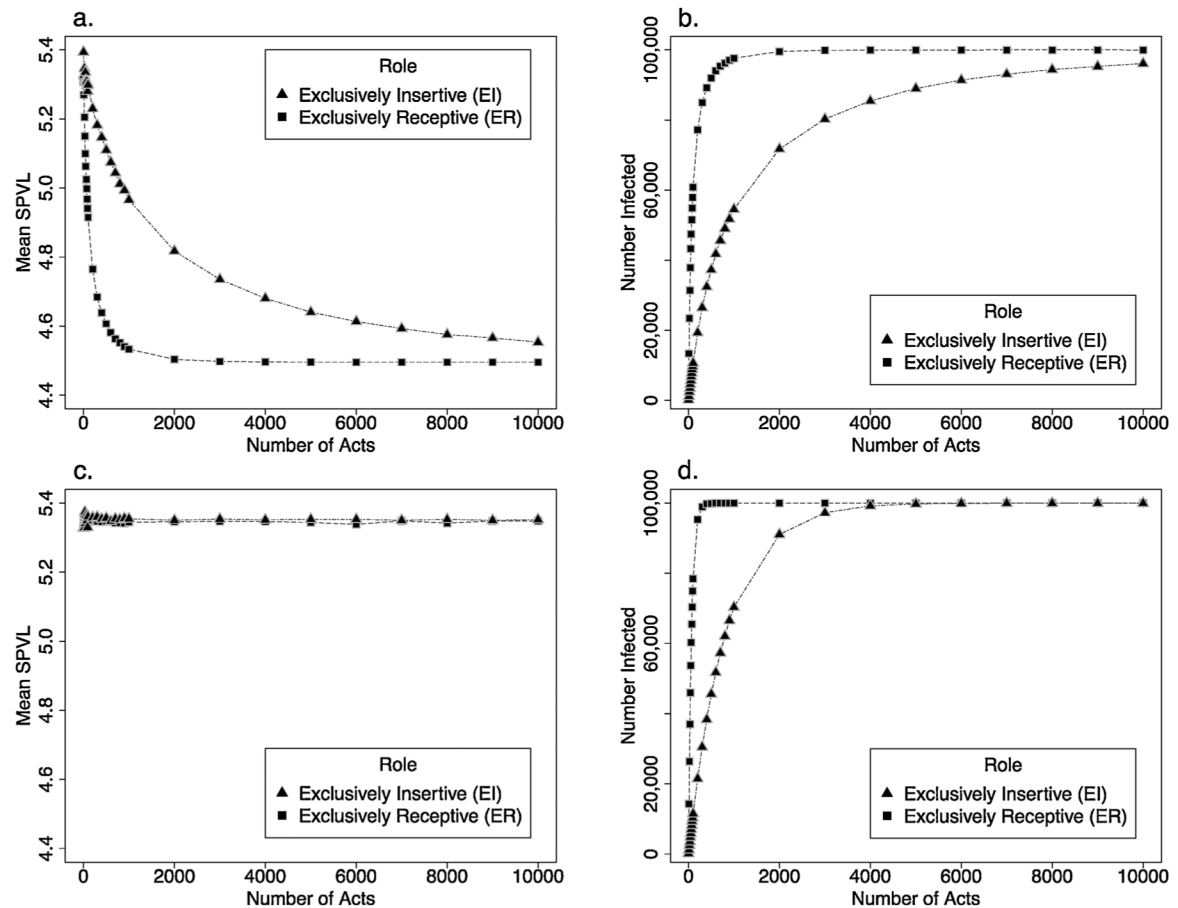 a.
Mean SPVL
5.4
5.2
5.0
4.8
4.6
4.4
Role
Exclusively Insertive (EI)
Exclusively Receptive (ER)
0 2000 4000 6000 8000 10000
Number of Acts
b.
Number Infected
100,000
60,000
20,000
0
Role
Exclusively Insertive (EI)
Exclusively Receptive (ER)
0 2000 4000 6000 8000 10000
Number of Acts
c.
Mean SPVL
5.4
5.2
5.0
4.8
4.6
4.4
Role
Exclusively Insertive (EI)
Exclusively Receptive (ER)
0 2000 4000 6000 8000 10000
Number of Acts
d.
Number Infected
100,000
60,000
20,000
0
Role
Exclusively Insertive (EI)
Exclusively Receptive (ER)
0 2000 4000 6000 8000 10000
Number of Acts